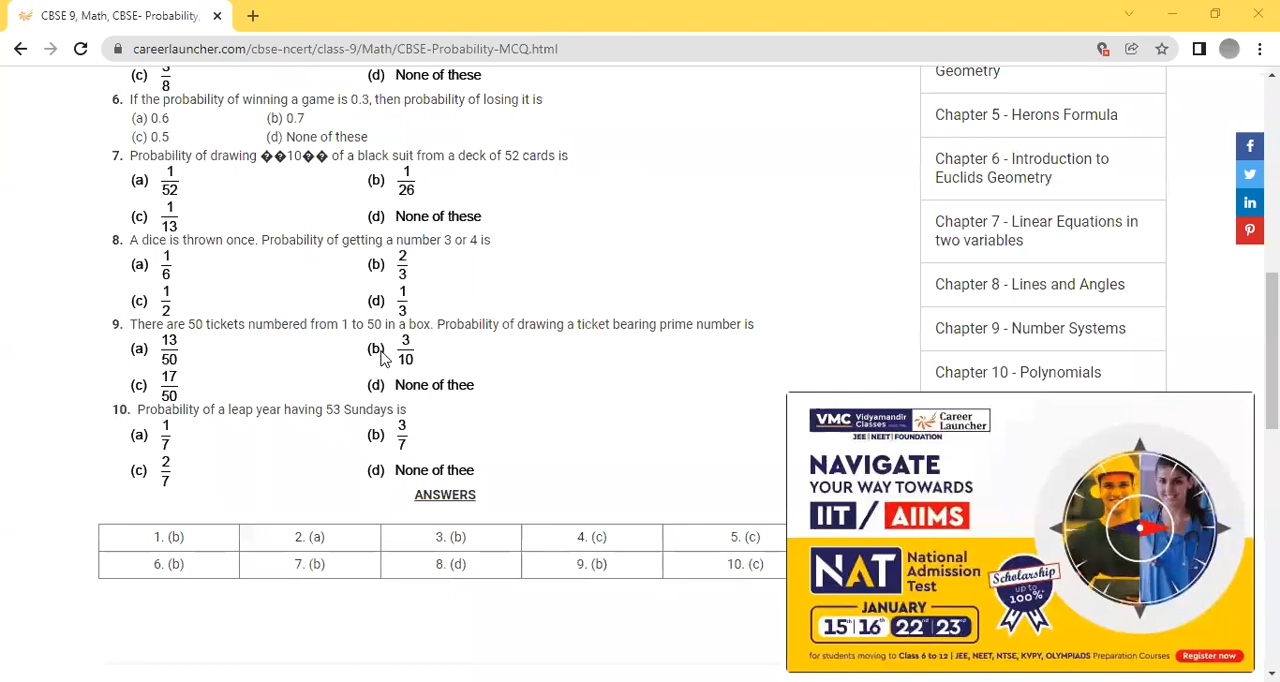 CBSE 9, Math, CBSE- Probability,
careerlauncher.com/cbse-ncert/class-9/Math/CBSE-Probability-MCQ.html
(c) 3/8 (d) None of these
6. If the probability of winning a game is 0.3, then probability of losing it is
(a) 0.6 (b) 0.7
(c) 0.5 (d) None of these
7. Probability of drawing ��10�� of a black suit from a deck of 52 cards is
(a) 1/52 (b) 1/26
(c) 1/13 (d) None of these
8. A dice is thrown once. Probability of getting a number 3 or 4 is
(a) 1/6 (b) 2/3
(c) 1/2 (d) 1/3
9. There are 50 tickets numbered from 1 to 50 in a box. Probability of drawing a ticket bearing prime number is
(a) 13/50 (b) 3/10
(c) 17/50 (d) None of thee
10. Probability of a leap year having 53 Sundays is
(a) 1/7 (b) 3/7
(c) 2/7 (d) None of thee
ANSWERS
1. (b) 2. (a) 3. (b) 4. (c) 5. (c)
6. (b) 7. (b) 8. (d) 9. (b) 10. (c)
Geometry
Chapter 5 - Herons Formula
Chapter 6 - Introduction to
Euclids Geometry
Chapter 7 - Linear Equations in
two variables
Chapter 8 - Lines and Angles
Chapter 9 - Number Systems
Chapter 10 - Polynomials
VMC Vidyamandir Classes Career Launcher
JEE | NEET | FOUNDATION
NAVIGATE
YOUR WAY TOWARDS
IIT / AIIMS
NAT National Admission Test
Scholarship
up to
100%*
JANUARY
15th 16th 22nd 23rd
for students moving to Class 6 to 12 | JEE, NEET, NTSE, KVPY, OLYMPIADS Preparation Courses Register now